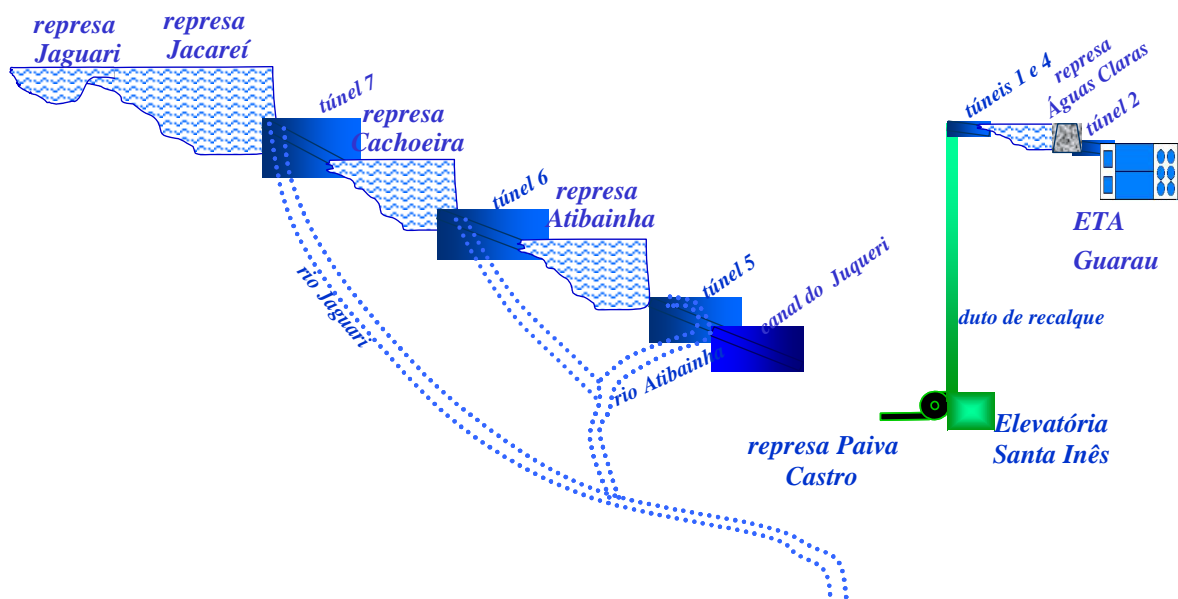 represa
Jaguari
represa
Jacareí
túnel 7
represa
Cachoeira
túnel 6
represa
Atibainha
túnel 5
canal do Juqueri
rio Jaguari
rio Atibainha
túneis 1 e 4
represa
Águas Claras
túnel 2
ETA
Guarau
duto de recalque
represa Paiva
Castro
Elevatória
Santa Inês